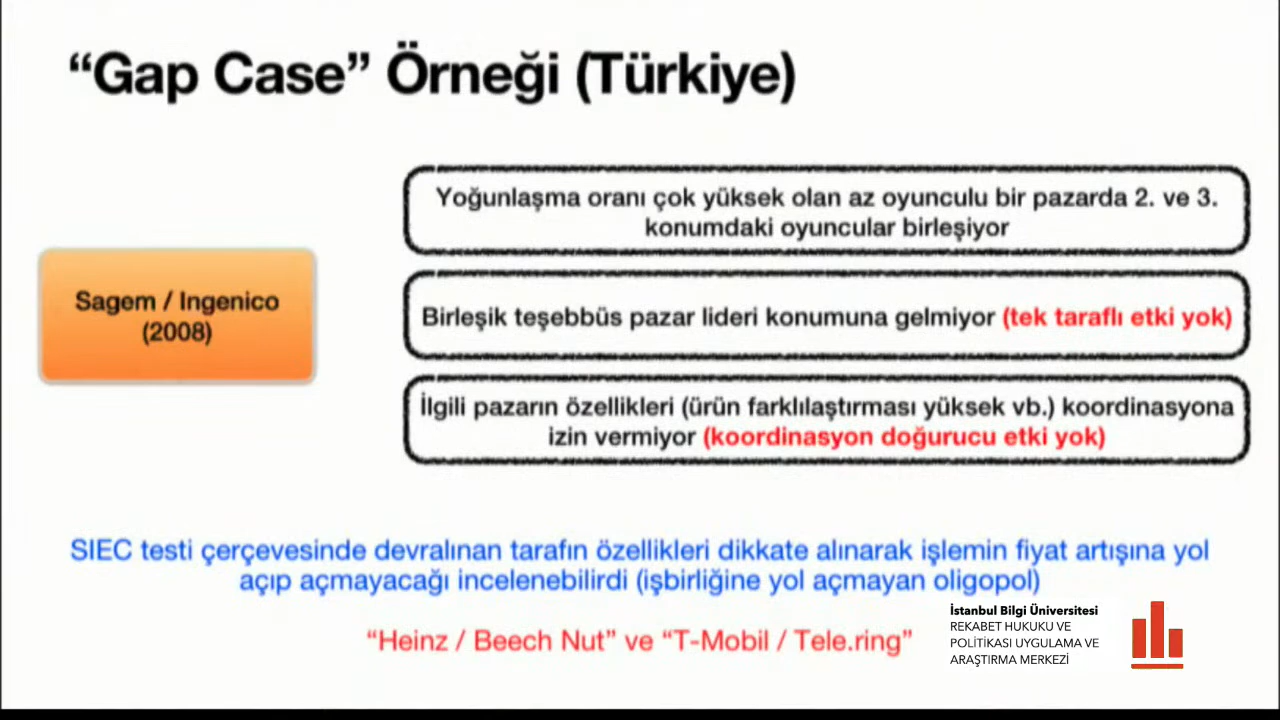 “Gap Case” Örneği (Türkiye)
Sagem / Ingenico
(2008)
Yoğunlaşma oranı çok yüksek olan az oyunculu bir pazarda 2. ve 3.
konumdaki oyuncular birleşiyor
Birleşik teşebbüs pazar lideri konumuna gelmiyor (tek taraflı etki yok)
İlgili pazarın özellikleri (ürün farklılaştırması yüksek vb.) koordinasyona
izin vermiyor (koordinasyon doğurucu etki yok)
SIEC testi çerçevesinde devralınan tarafın özellikleri dikkate alınarak işlemin fiyat artışına yol
açıp açmayacağı incelenebilirdi (işbirliğine yol açmayan oligopol)
“Heinz / Beech Nut” ve “T-Mobil / Tele.ring”
İstanbul Bilgi Üniversitesi
REKABET HUKUKU VE
POLİTİKASI UYGULAMA VE
ARAŞTIRMA MERKEZİ